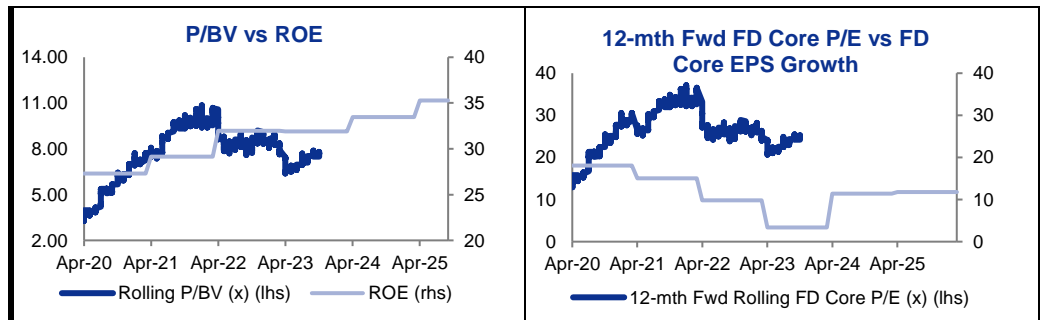 P/BV vs ROE
14.00
11.00
8.00
5.00
2.00
40
35
30
25
20
Apr-20 Apr-21 Apr-22 Apr-23 Apr-24 Apr-25
Rolling P/BV (x) (lhs) ROE (rhs)
12-mth Fwd FD Core P/E vs FD
Core EPS Growth
40
30
20
10
0
40
30
20
10
0
Apr-20 Apr-21 Apr-22 Apr-23 Apr-24 Apr-25
12-mth Fwd Rolling FD Core P/E (x) (lhs)